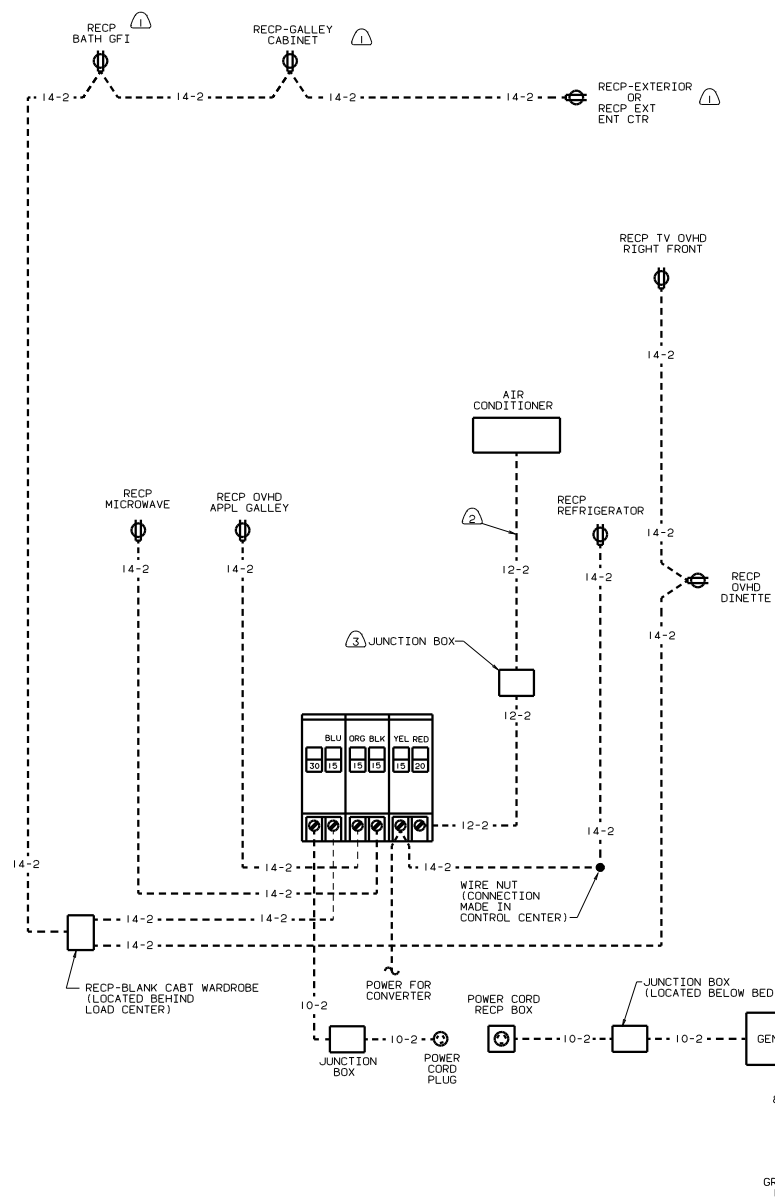 RECP
BATH GFI
1
RECP-GALLEY
CABINET
1
14-2
14-2
14-2
14-2
RECP-EXTERIOR
OR
RECP EXT
ENT CTR
1
RECP TV OVHD
RIGHT FRONT
14-2
AIR
CONDITIONER
RECP
MICROWAVE
RECP OVHD
APPL GALLEY
2
RECP
REFRIGERATOR
14-2
14-2
14-2
12-2
14-2
RECP
OVHD
DINETTE
14-2
3
JUNCTION BOX
12-2
BLU
ORG
BLK
YEL
RED
30
15
15
15
15
20
12-2
14-2
14-2
14-2
14-2
14-2
14-2
WIRE NUT
(CONNECTION
MADE IN
CONTROL CENTER)
14-2
14-2
14-2
RECP-BLANK CABT WARDROBE
(LOCATED BEHIND
LOAD CENTER)
POWER FOR
CONVERTER
10-2
POWER CORD
RECP BOX
JUNCTION BOX
(LOCATED BELOW BED
10-2
10-2
10-2
GEN
JUNCTION
BOX
POWER
CORD
PLUG
GR